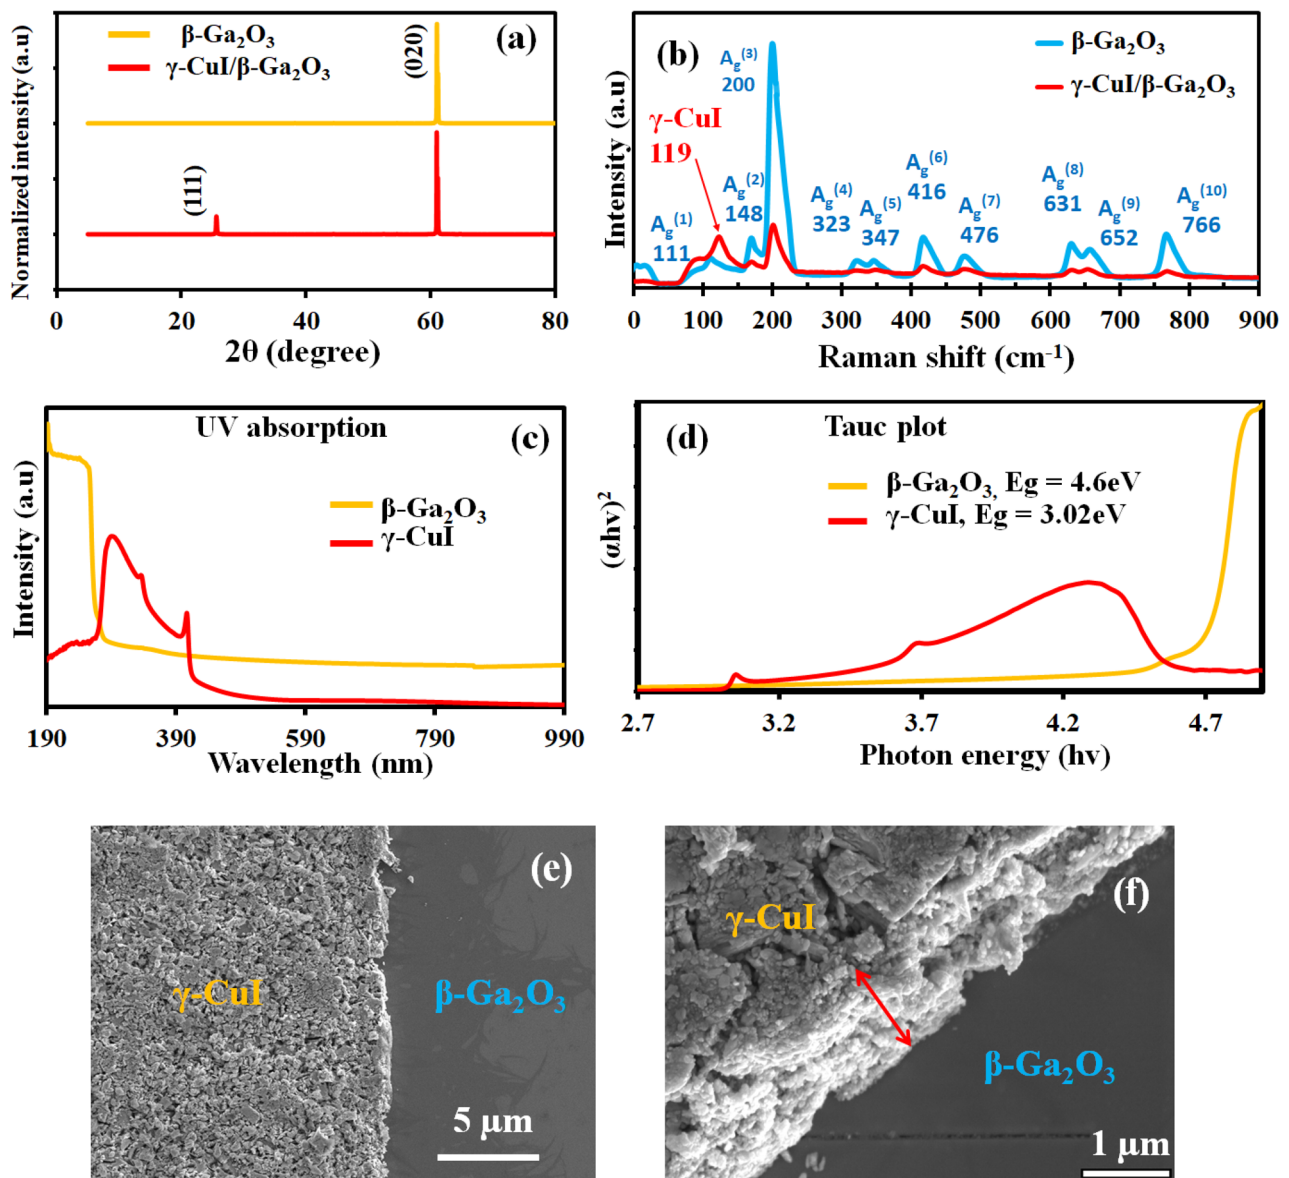 (a)
β-Ga₂O₃
γ-CuI/β-Ga₂O₃
(020)
(111)
Normalized intensity (a.u)
0 20 40 60 80
2θ (degree)
(b)
β-Ga₂O₃
γ-CuI/β-Ga₂O₃
γ-CuI
119
Ag⁽¹⁾
111
Ag⁽²⁾
148
Ag⁽³⁾
200
Ag⁽⁴⁾
323
Ag⁽⁵⁾
347
Ag⁽⁶⁾
416
Ag⁽⁷⁾
476
Ag⁽⁸⁾
631
Ag⁽⁹⁾
652
Ag⁽¹⁰⁾
766
Intensity (a.u)
0 100 200 300 400 500 600 700 800 900
Raman shift (cm⁻¹)
UV absorption
(c)
β-Ga₂O₃
γ-CuI
Intensity (a.u)
190 390 590 790 990
Wavelength (nm)
(d)
Tauc plot
β-Ga₂O₃, Eg = 4.6eV
γ-CuI, Eg = 3.02eV
(αhv)²
2.7 3.2 3.7 4.2 4.7
Photon energy (hv)
(e)
γ-CuI
β-Ga₂O₃
5 μm
(f)
γ-CuI
β-Ga₂O₃
1 μm